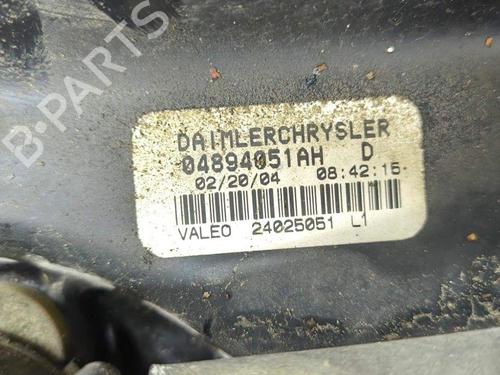 B-PARTS
DAIMLERCHRYSLER
04894051AH D
02/20/04 08:42:15
VALEO 24025051 L1